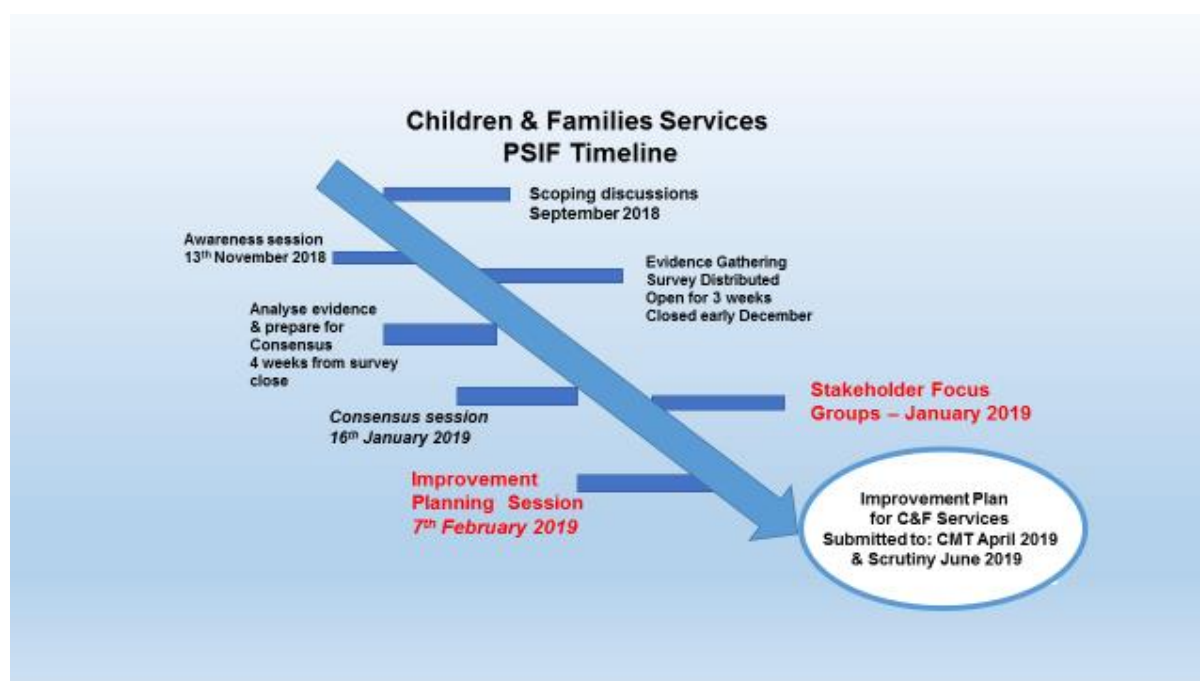 Children & Families Services
PSIF Timeline
Scoping discussions
September 2018
Awareness session
13th November 2018
Evidence Gathering
Survey Distributed
Open for 3 weeks
Closed early December
Analyse evidence
& prepare for
Consensus
4 weeks from survey
close
Stakeholder Focus
Groups – January 2019
Consensus session
16th January 2019
Improvement
Planning Session
7th February 2019
Improvement Plan
for C&F Services
Submitted to: CMT April 2019
& Scrutiny June 2019